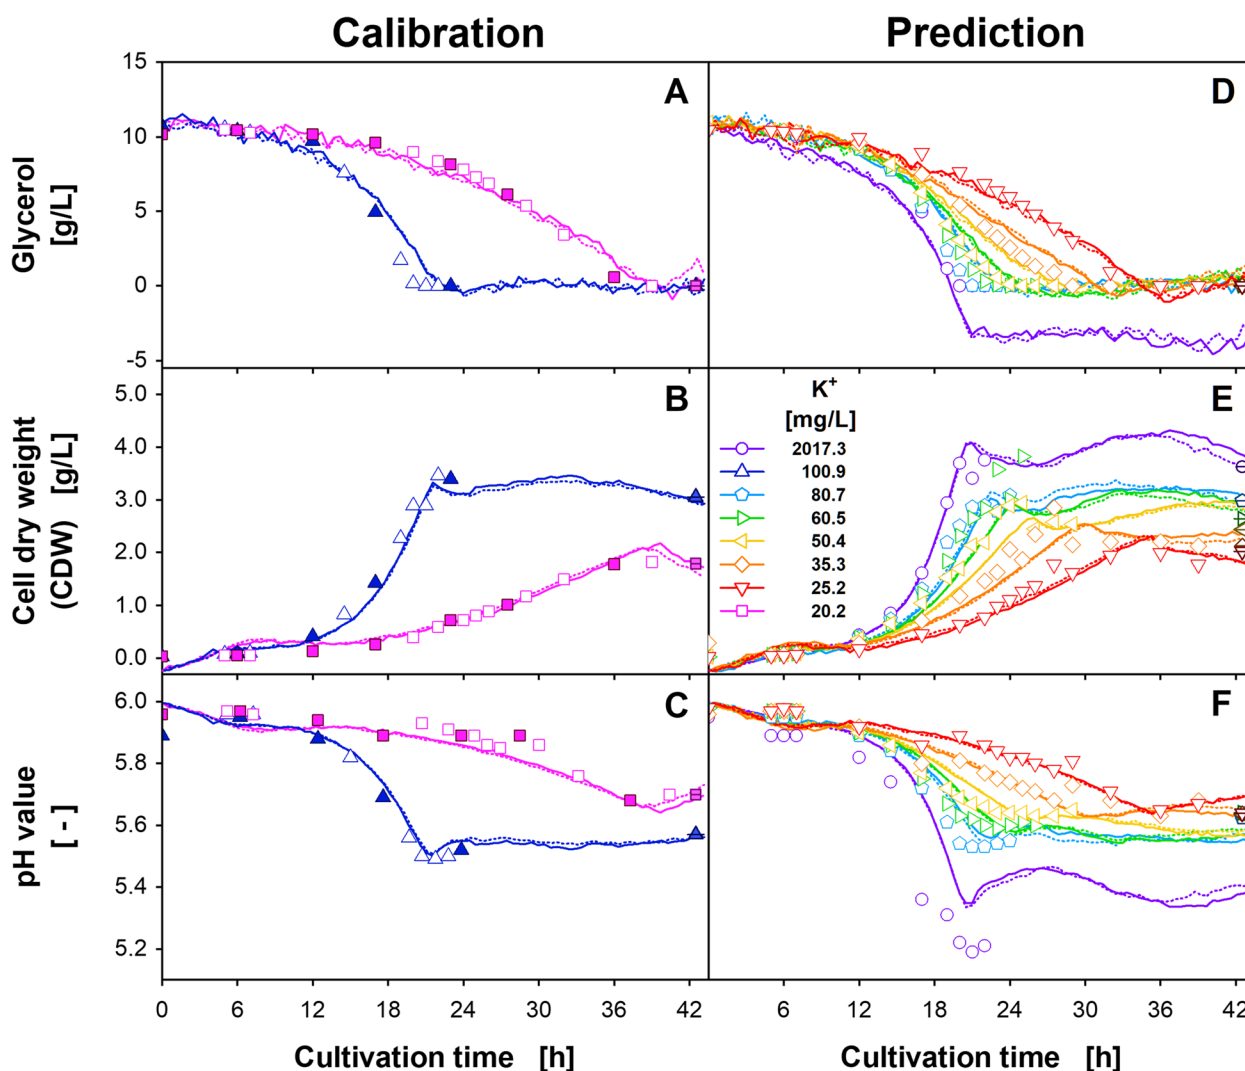 Calibration
Prediction
Glycerol
[g/L]
15
10
5
0
-5
A
D
Cell dry weight [g/L]
(CDW)
5.0
4.0
3.0
2.0
1.0
0.0
B
E
K+
[mg/L]
2017.3
100.9
80.7
60.5
50.4
35.3
25.2
20.2
pH value
[ - ]
6.0
5.8
5.6
5.4
5.2
C
F
0 6 12 18 24 30 36 42
6 12 18 24 30 36 42
Cultivation time [h]
Cultivation time [h]